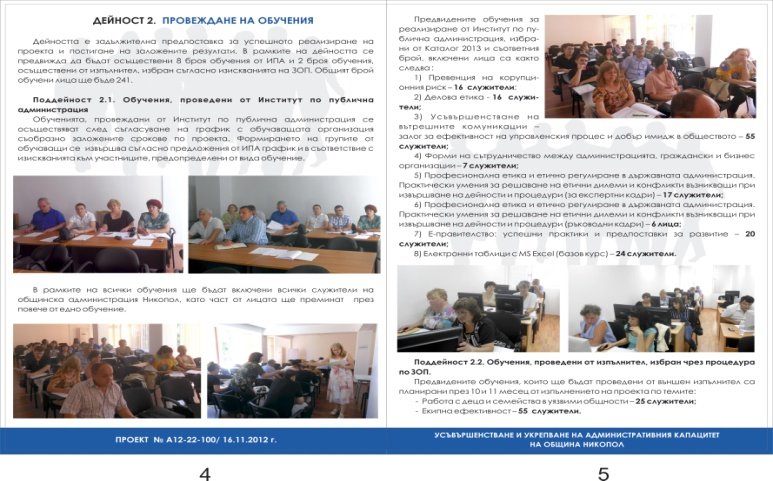 ДЕЙНОСТ 2. ПРОВЕЖДАНЕ НА ОБУЧЕНИЯ
Дейността е задължителна предпоставка за успешното реализиране на
проекта и постигане на заложените резултати. В рамките на дейността се
предвижда да бъдат осъществени 8 броя обучения от ИПА и 2 броя обучения,
осъществени от изпълнител, избран съгласно изискванията на ЗОП. Общият брой
обучени лица ще бъде 241.
Поддейност 2.1. Обучения, проведени от Институт по публична
администрация
Обученията, провеждани от Институт по публична администрация се
осъществяват след съгласуване на график с обучаващата организация
съобразно заложените срокове по проекта. Формирането на групите от
обучаващи се извършва съгласно предложения от ИПА график и в съответствие с
изискванията към участниците, предопределени от вида обучение.
В рамките на всички обучения ще бъдат включени всички служители на
общинска администрация Никопол, като част от лицата ще преминат през
повече от едно обучение.
ПРОЕКТ № А12-22-100/ 16.11.2012 г.
4
Предвидените обучения за
реализиране от Институт по пу-
блична администрация, избра-
ни от Каталог 2013 и съответния
брой, включени лица са както
следва :
1) Превенция на корупци-
онния риск – 16 служители;
2) Делова етика - 16 служи-
тели;
3) Усъвършенстване на
вътрешните комуникации –
залог за ефективност на управленския процес и добър имидж в обществото – 55
служители;
4) Форми на сътрудничество между администрацията, граждански и бизнес
организации – 7 служители;
5) Професионална етика и етично регулиране в държавната администрация.
Практически умения за решаване на етични дилеми и конфликти възникващи при
извършване на дейности и процедури (за експертни кадри) – 17 служители;
6) Професионална етика и етично регулиране в държавната администрация.
Практически умения за решаване на етични дилеми и конфликти възникващи при
извършване на дейности и процедури (ръководни кадри) – 6 лица;
7) Е-правителство: успешни практики и предпоставки за развитие – 20
служители;
8) Електронни таблици с MS Excel (базов курс) – 24 служители.
Поддейност 2.2. Обучения, проведени от изпълнител, избран чрез процедура
по ЗОП.
Предвидените обучения, които ще бъдат проведени от външен изпълнител са
планирани през 10 и 11 месец от изпълнението на проекта по темите:
- Работа с деца и семейства в уязвими общности – 25 служители;
- Екипна ефективност – 55 служители.
УСЪВЪРШЕНСТВАНЕ И УКРЕПВАНЕ НА АДМИНИСТРАТИВНИЯ КАПАЦИТЕТ
НА ОБЩИНА НИКОПОЛ
5